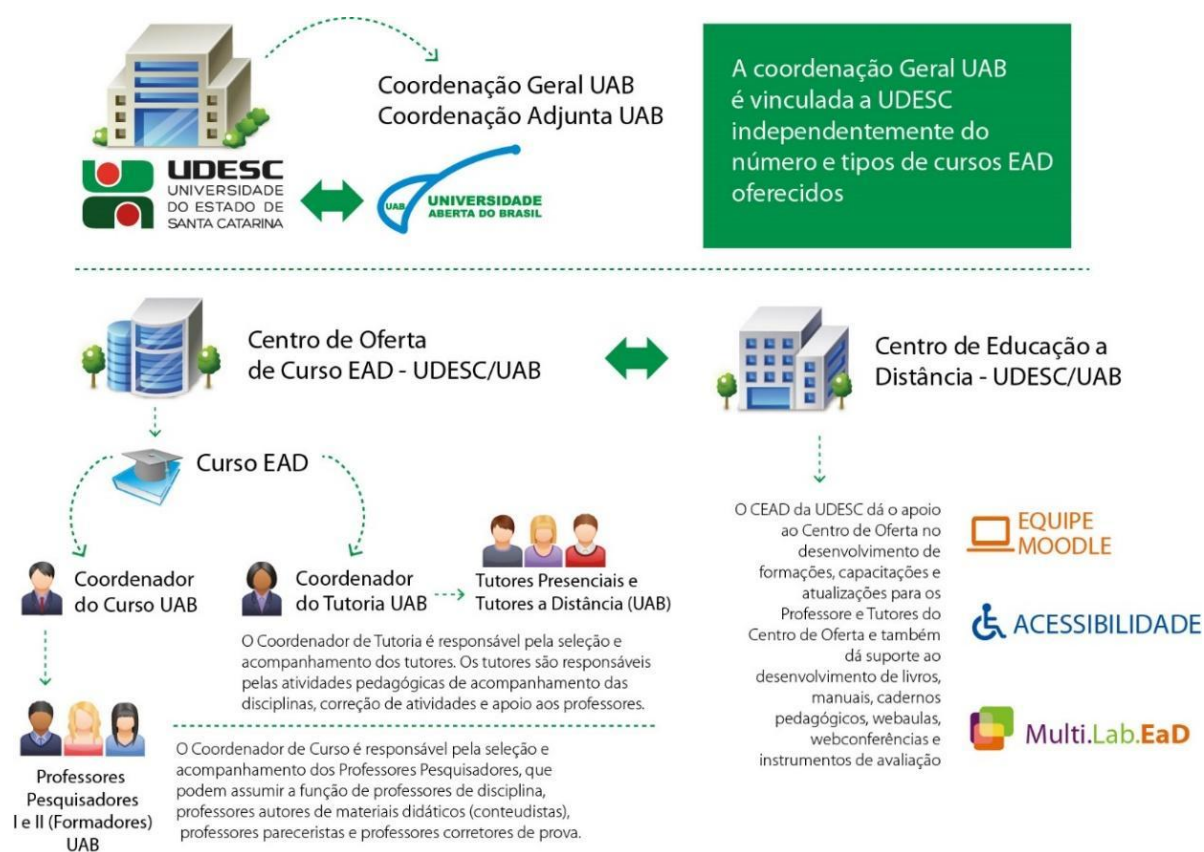 Coordenação Geral UAB
Coordenação Adjunta UAB
A coordenação Geral UAB
é vinculada a UDESC
independentemente do
número e tipos de cursos EAD
oferecidos
UDESC
UNIVERSIDADE
DO ESTADO DE
SANTA CATARINA
UAB
UNIVERSIDADE
ABERTA DO BRASIL
Centro de Oferta
de Curso EAD - UDESC/UAB
Centro de Educação a
Distância - UDESC/UAB
Curso EAD
Coordenador
do Curso UAB
Coordenador
do Tutoria UAB
Tutores Presenciais e
Tutores a Distância (UAB)
O Coordenador de Tutoria é responsável pela seleção e
acompanhamento dos tutores. Os tutores são responsáveis
pelas atividades pedagógicas de acompanhamento das
disciplinas, correção de atividades e apoio aos professores.
Professores
Pesquisadores
I e II (Formadores)
UAB
O Coordenador de Curso é responsável pela seleção e
acompanhamento dos Professores Pesquisadores, que
podem assumir a função de professores de disciplina,
professores autores de materiais didáticos (conteudistas),
professores pareceristas e professores corretores de prova.
O CEAD da UDESC dá o apoio
ao Centro de Oferta no
desenvolvimento de
formações, capacitações e
atualizações para os
Professore e Tutores do
Centro de Oferta e também
dá suporte ao
desenvolvimento de livros,
manuais, cadernos
pedagógicos, webaulas,
webconferências e
instrumentos de avaliação
EQUIPE
MOODLE
ACESSIBILIDADE
Multi.Lab.EaD